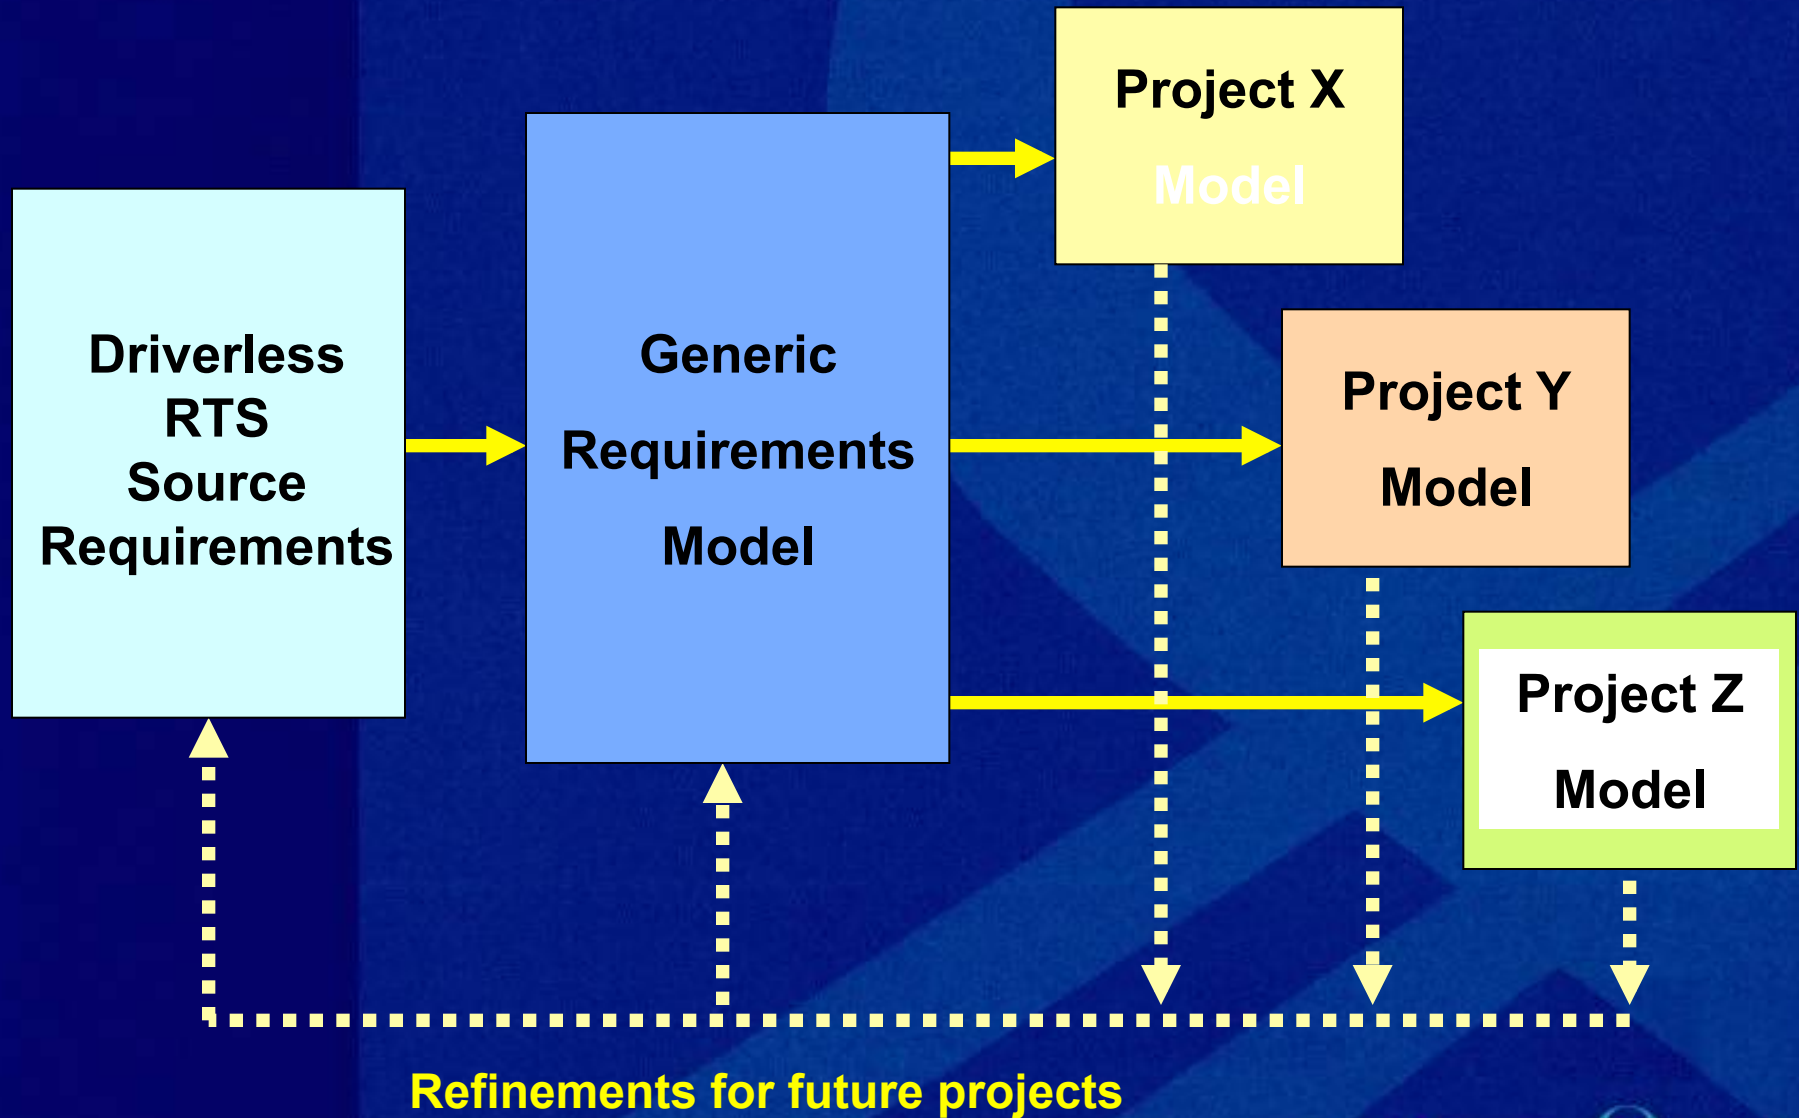 Project X
Model
Driverless
RTS
Source
Requirements
Generic
Requirements
Model
Project Y
Model
Project Z
Model
Refinements for future projects